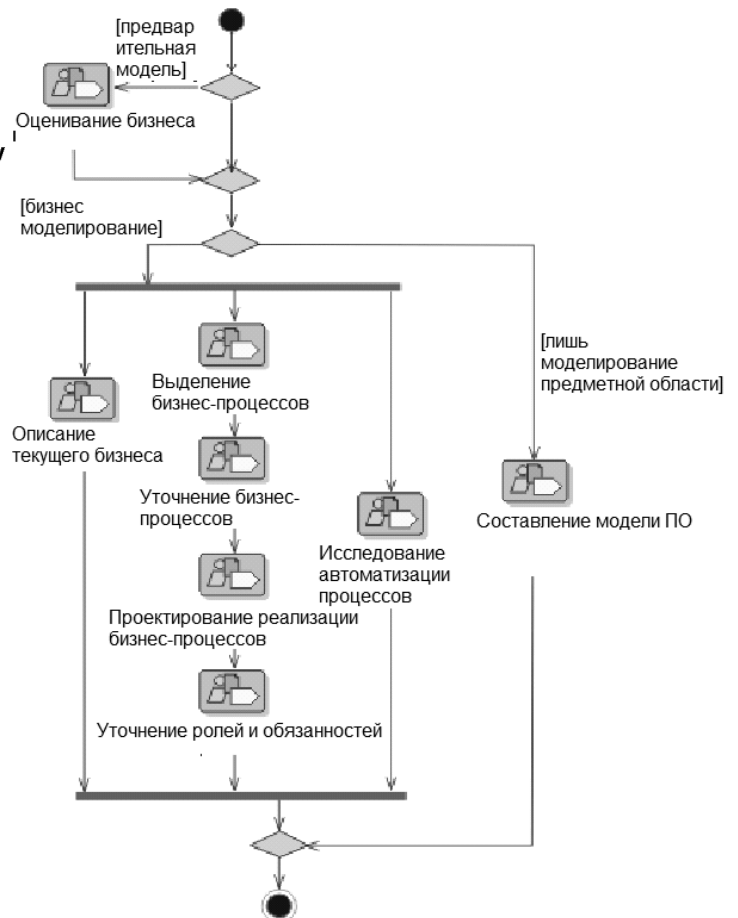 [предвар
ительная
модель]
Оценивание бизнеса
[бизнес
моделирование]
[лишь
моделирование
предметной области]
Выделение
бизнес-процессов
Описание
текущего бизнеса
Уточнение бизнес-
процессов
Составление модели ПО
Исследование
автоматизации
процессов
Проектирование реализации
бизнес-процессов
Уточнение ролей и обязанностей